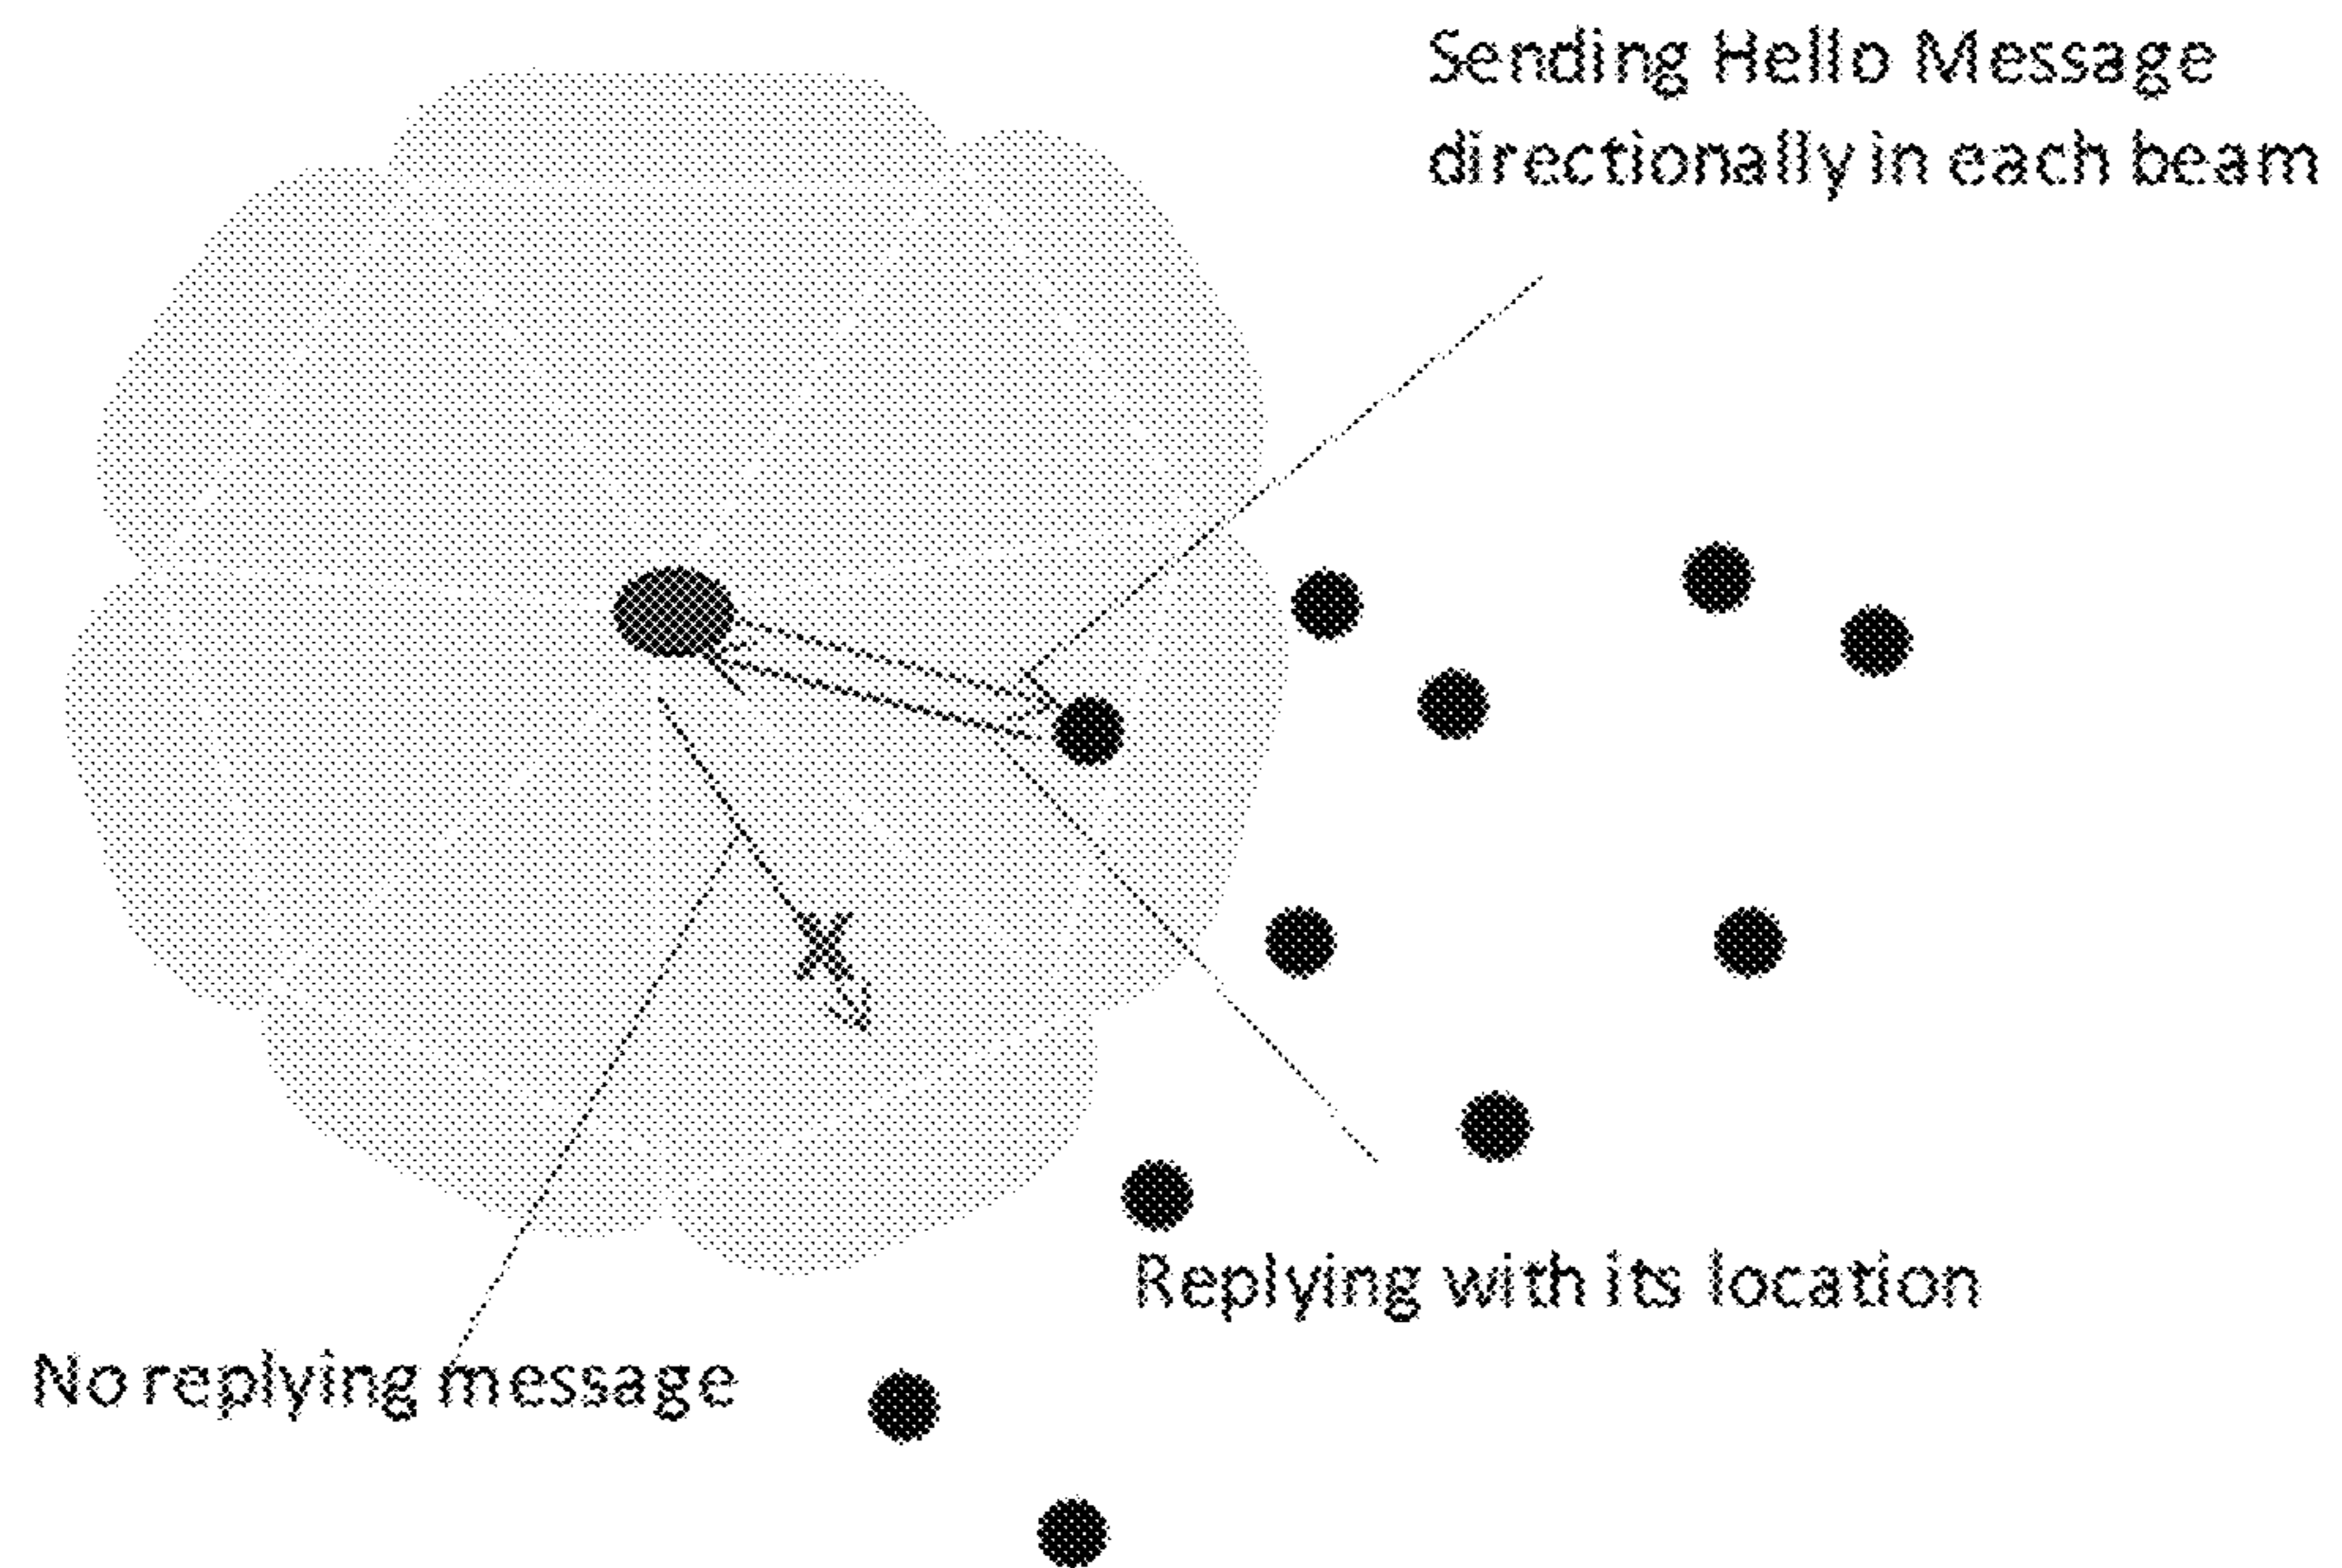 Sending Hello Message
directionally in each beam
X
Replying with its location
No replying message